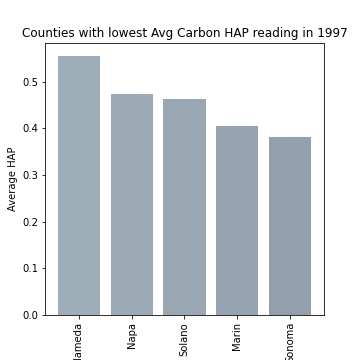 Counties with lowest Avg Carbon HAP reading in 1997
Average HAP
0.5
0.4
0.3
0.2
0.1
0.0
lameda
Napa
Solano
Marin
Sonoma